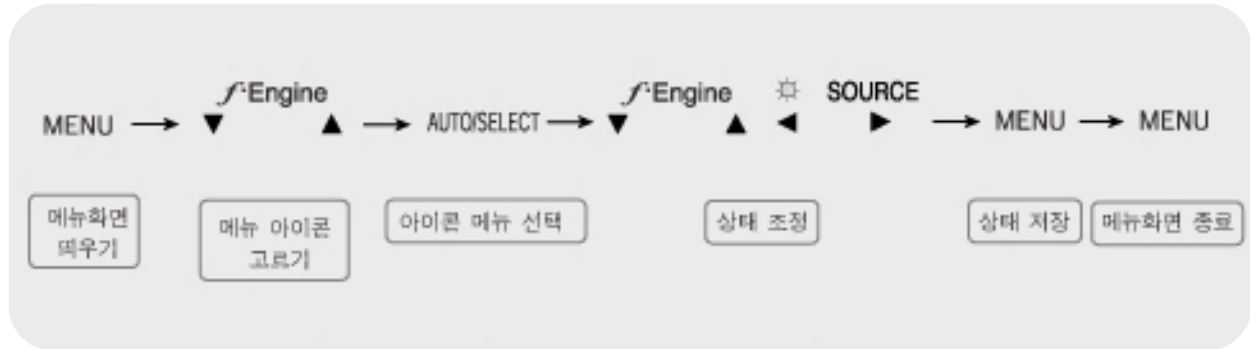 f·Engine f·Engine SOURCE
MENU → ▼ ▲ → AUTO/SELECT → ▼ ▲ ◀ ▶ → MENU → MENU
메뉴화면
띄우기
메뉴 아이콘
고르기
아이콘 메뉴 선택
상태 조정
상태 저장
메뉴화면 종료